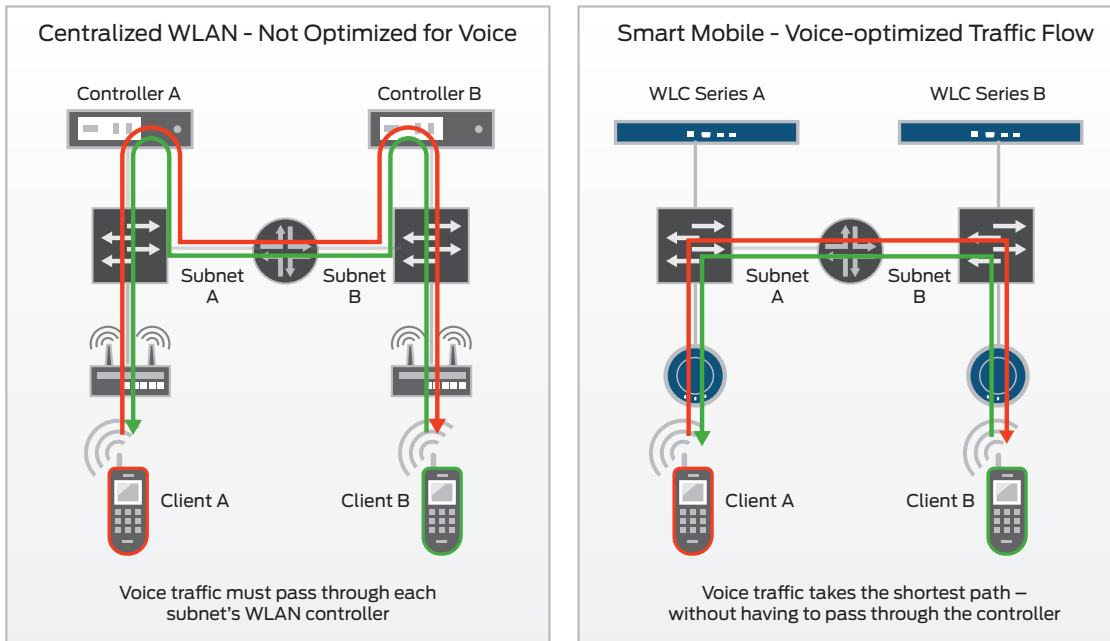 Centralized WLAN - Not Optimized for Voice
Controller A
Controller B
Subnet
A
Subnet
B
Client A
Client B
Voice traffic must pass through each
subnet's WLAN controller
Smart Mobile - Voice-optimized Traffic Flow
WLC Series A
WLC Series B
Subnet
A
Subnet
B
Client A
Client B
Voice traffic takes the shortest path –
without having to pass through the controller